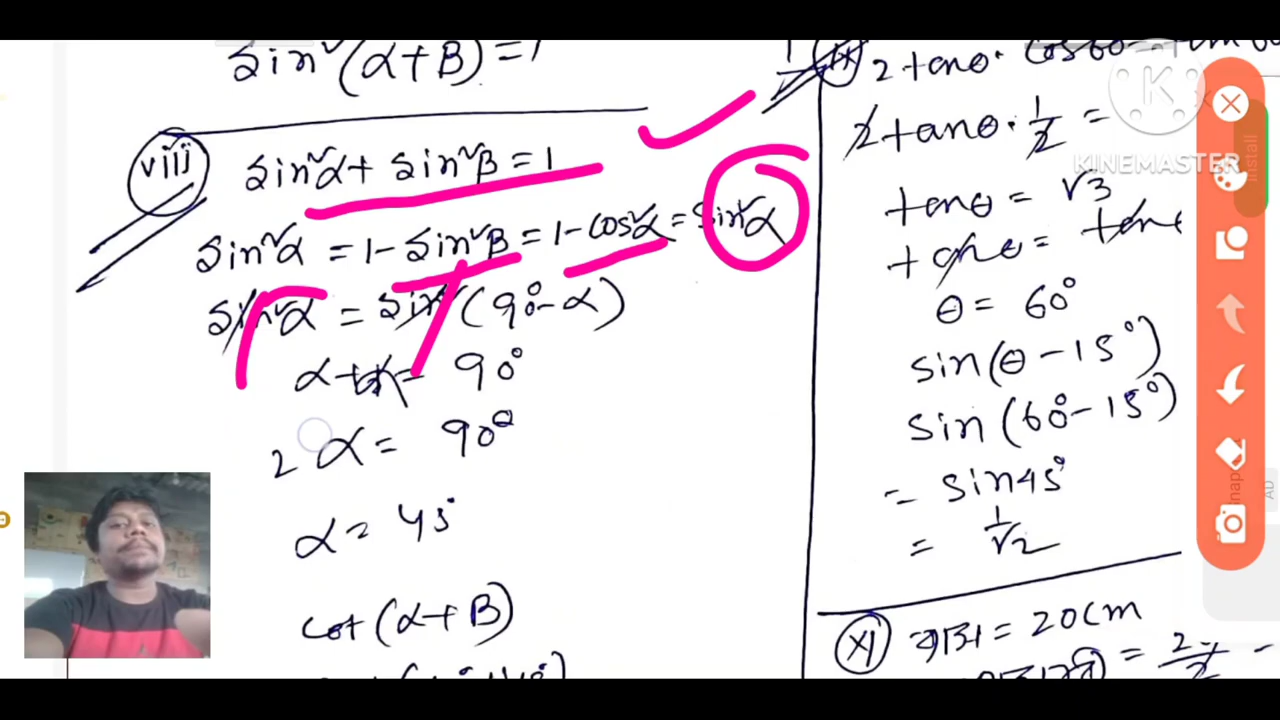 sin²(α+β)=1
viii
sin²α + sin²β = 1
sin²α = 1 - sin²β = 1 - cos²α = sin²α
sin²α = sin²(90° - α)
α + α = 90°
2α = 90°
α = 45°
cot(α+β)
2 tanθ · cos60
2 tanθ · 1/2 =
tanθ = √3
tanθ = tan
θ = 60°
sin(θ - 15°)
sin(60° - 15°)
= sin45°
= 1/√2
xi
= 20cm
KINEMASTER
Install
AD